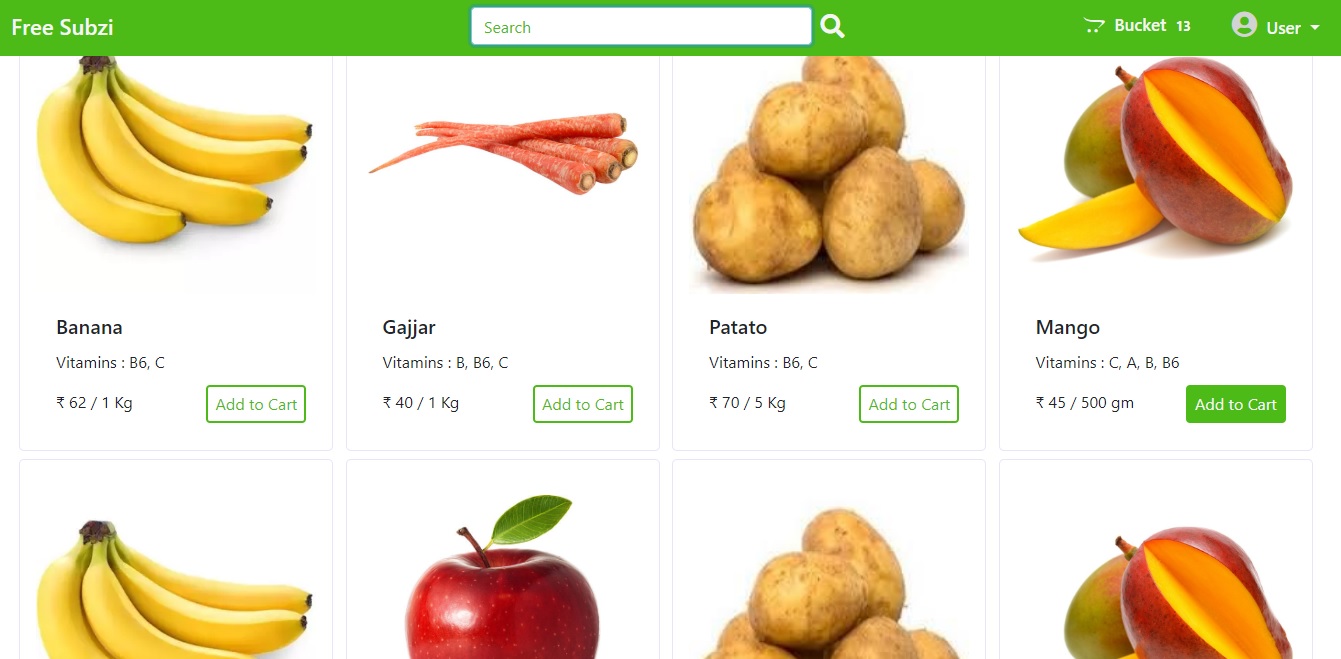 Free Subzi
Search
Bucket 13
User
Banana
Vitamins : B6, C
₹ 62 / 1 Kg
Add to Cart
Gajjar
Vitamins : B, B6, C
₹ 40 / 1 Kg
Add to Cart
Patato
Vitamins : B6, C
₹ 70 / 5 Kg
Add to Cart
Mango
Vitamins : C, A, B, B6
₹ 45 / 500 gm
Add to Cart